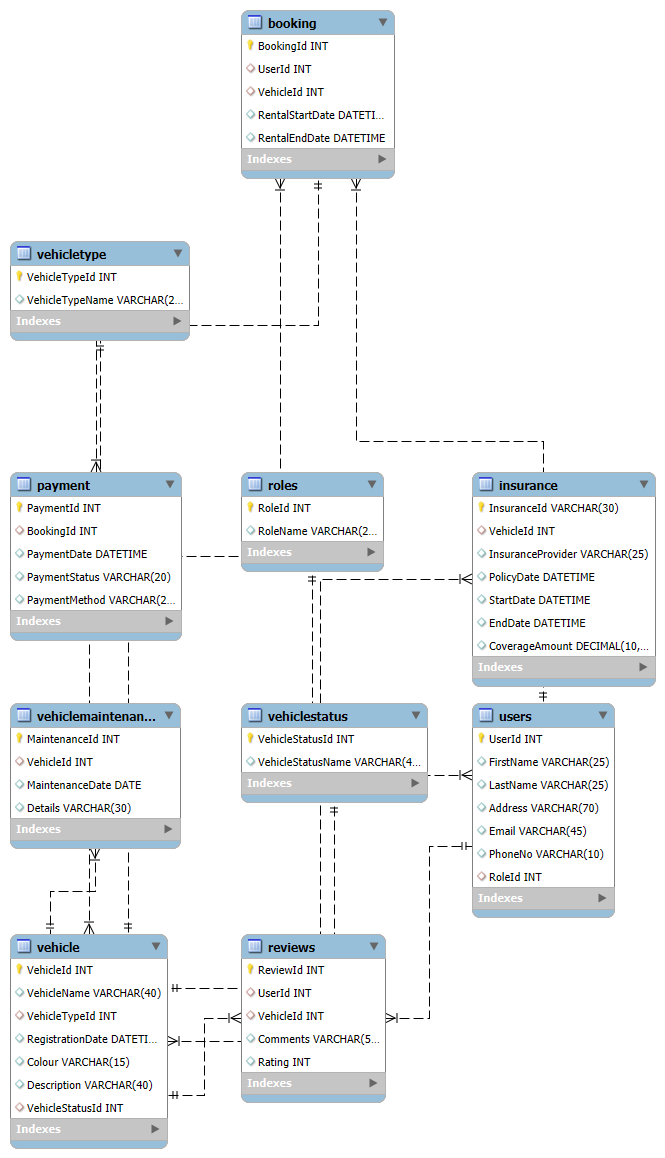 booking
BookingId INT
UserId INT
VehicleId INT
RentalStartDate DATETI...
RentalEndDate DATETIME
Indexes
vehicletype
VehicleTypeId INT
VehicleTypeName VARCHAR(2...
Indexes
payment
PaymentId INT
BookingId INT
PaymentDate DATETIME
PaymentStatus VARCHAR(20)
PaymentMethod VARCHAR(2...
Indexes
roles
RoleId INT
RoleName VARCHAR(2...
Indexes
insurance
InsuranceId VARCHAR(30)
VehicleId INT
InsuranceProvider VARCHAR(25)
PolicyDate DATETIME
StartDate DATETIME
EndDate DATETIME
CoverageAmount DECIMAL(10,...
Indexes
vehiclemaintenan...
MaintenanceId INT
VehicleId INT
MaintenanceDate DATE
Details VARCHAR(30)
Indexes
vehiclestatus
VehicleStatusId INT
VehicleStatusName VARCHAR(4...
Indexes
users
UserId INT
FirstName VARCHAR(25)
LastName VARCHAR(25)
Address VARCHAR(70)
Email VARCHAR(45)
PhoneNo VARCHAR(10)
RoleId INT
Indexes
vehicle
VehicleId INT
VehicleName VARCHAR(40)
VehicleTypeId INT
RegistrationDate DATETI...
Colour VARCHAR(15)
Description VARCHAR(40)
VehicleStatusId INT
Indexes
reviews
ReviewId INT
UserId INT
VehicleId INT
Comments VARCHAR(5...
Rating INT
Indexes